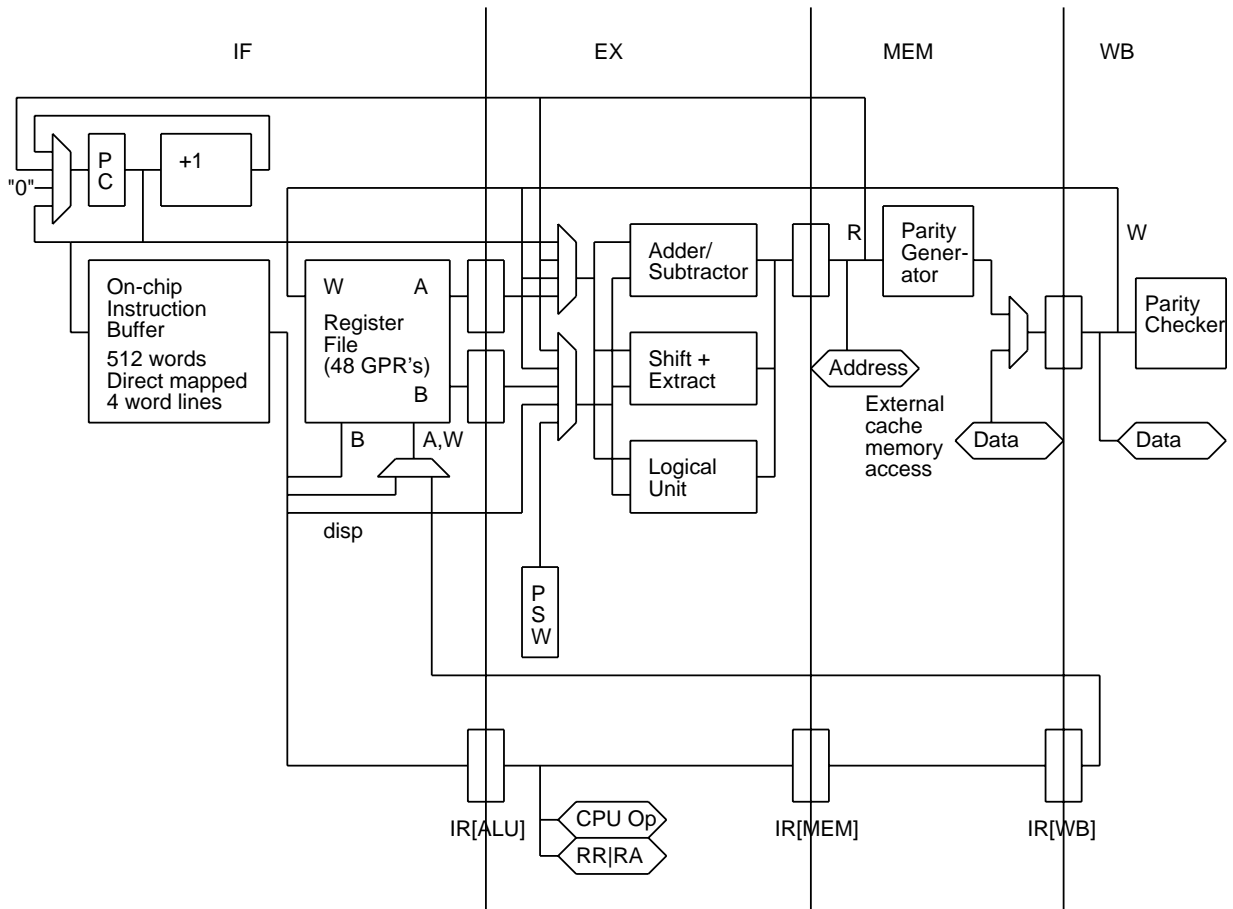 IF
EX
MEM
WB
P
C
+1
"0"
On-chip
Instruction
Buffer
512 words
Direct mapped
4 word lines
W
A
Register
File
(48 GPR's)
B
B
A,W
disp
Adder/
Subtractor
Shift +
Extract
Logical
Unit
P
S
W
R
Parity
Gener-
ator
Address
External
cache
memory
access
Data
W
Parity
Checker
Data
CPU Op
RR|RA
IR[ALU]
IR[MEM]
IR[WB]